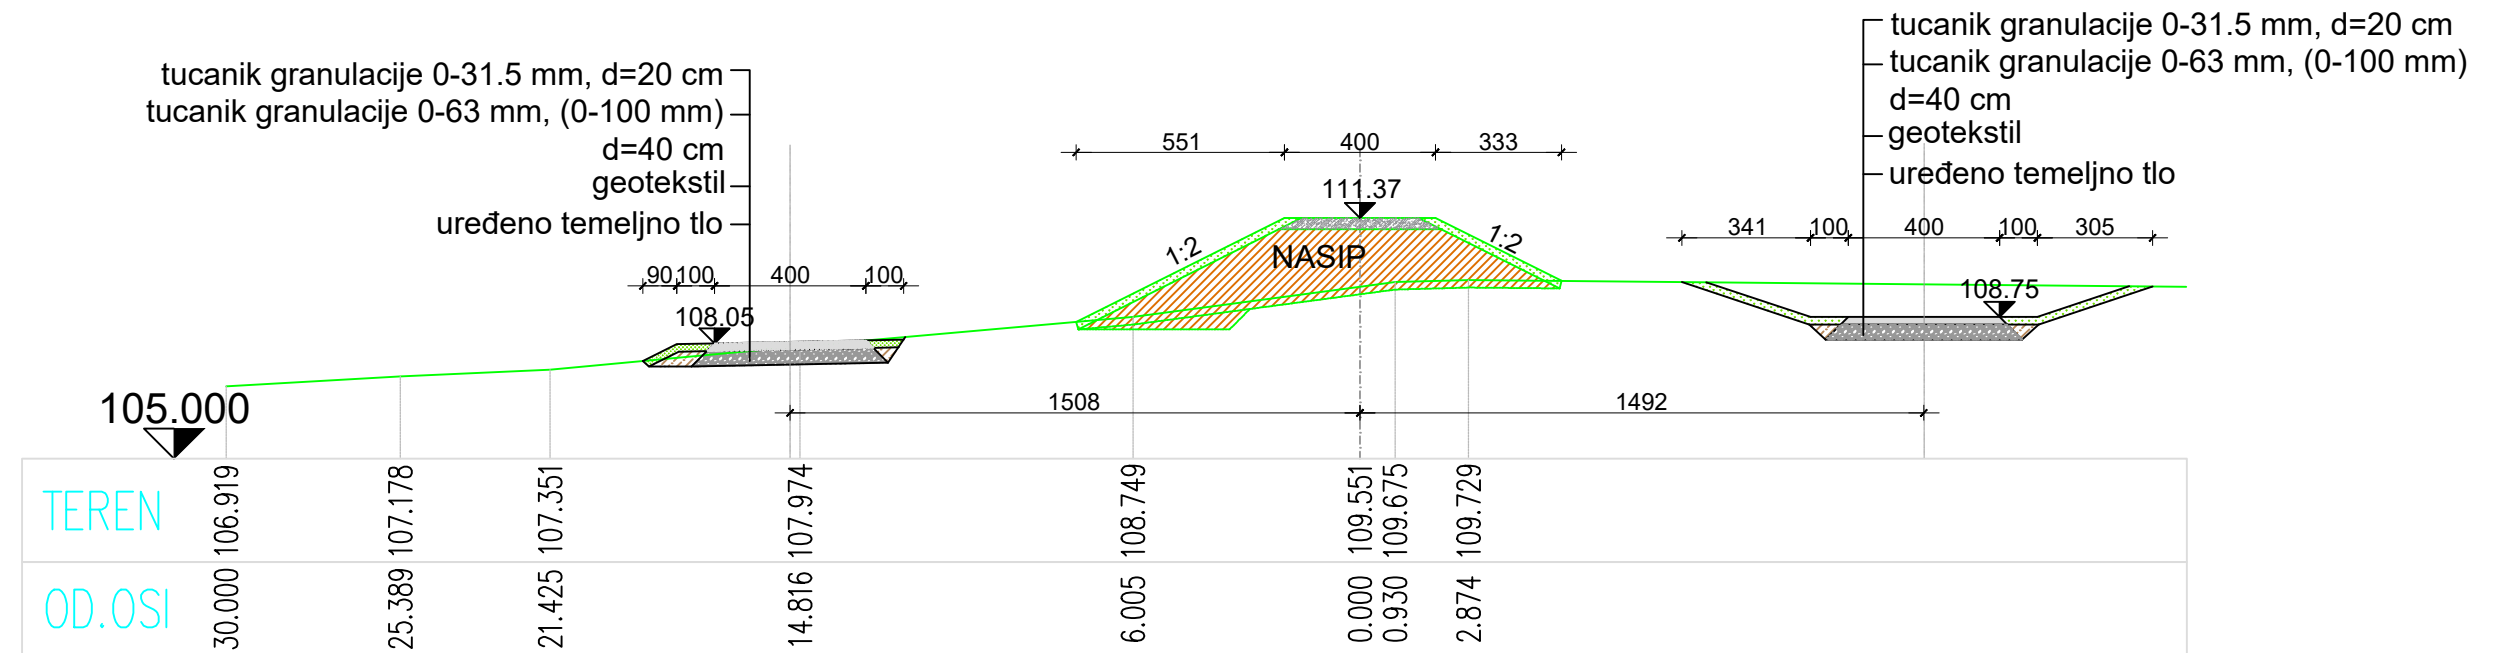 tucanik granulacije 0-31.5 mm, d=20 cm
tucanik granulacije 0-63 mm, (0-100 mm)
d=40 cm
geotekstil
uređeno temeljno tlo
tucanik granulacije 0-31.5 mm, d=20 cm
tucanik granulacije 0-63 mm, (0-100 mm)
d=40 cm
geotekstil
uređeno temeljno tlo
551 400 333
111.37
1:2 1:2
NASIP
341 100 400 100 305
108.75
90 100 400 100
108.05
1508 1492
105.000
TEREN 106.919 107.178 107.351 107.974 108.749 109.551 109.675 109.729
OD.OSI 30.000 25.389 21.425 14.816 6.005 0.000 0.930 2.874